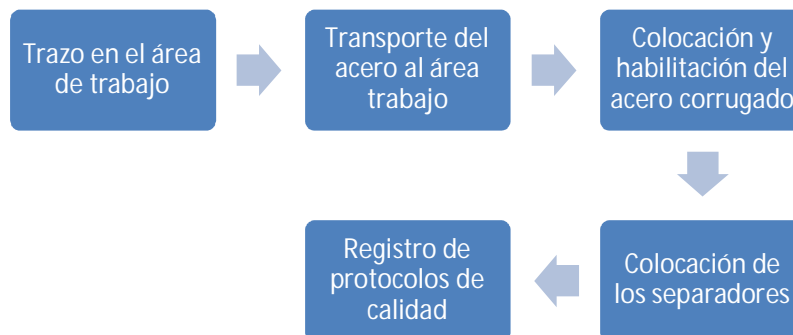 Trazo en el área
de trabajo
Transporte del
acero al área
trabajo
Colocación y
habilitación del
acero corrugado
Colocación de
los separadores
Registro de
protocolos de
calidad